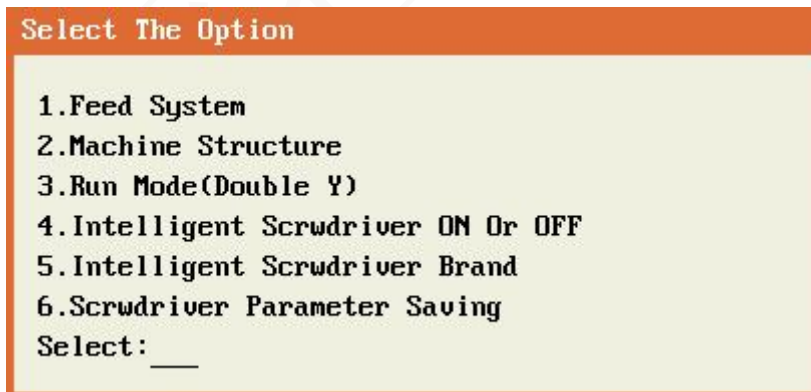 Select The Option
1.Feed System
2.Machine Structure
3.Run Mode(Double Y)
4.Intelligent Scrwdriver ON Or OFF
5.Intelligent Scrwdriver Brand
6.Scrwdriver Parameter Saving
Select:___